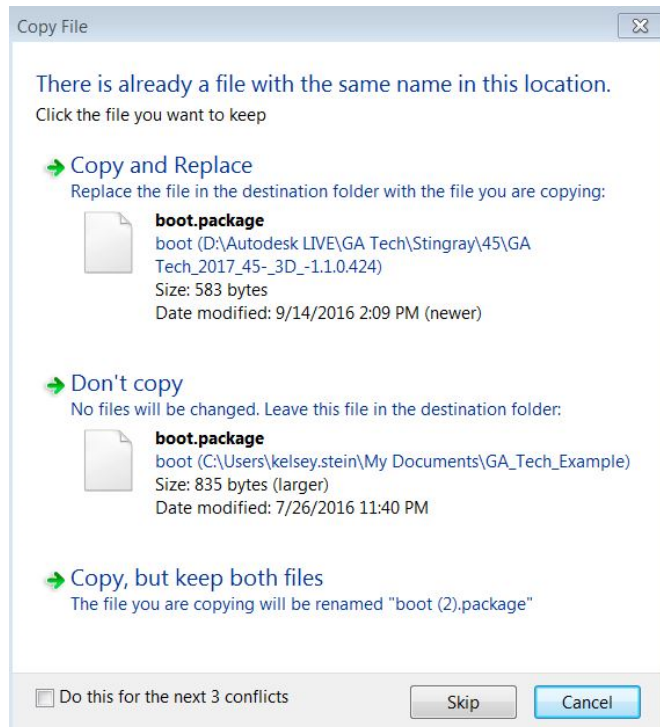 Copy File
There is already a file with the same name in this location.
Click the file you want to keep
Copy and Replace
Replace the file in the destination folder with the file you are copying:
boot.package
boot (D:\Autodesk LIVE\GA Tech\Stingray\45\GA
Tech_2017_45-_3D_-1.1.0.424)
Size: 583 bytes
Date modified: 9/14/2016 2:09 PM (newer)
Don't copy
No files will be changed. Leave this file in the destination folder:
boot.package
boot (C:\Users\kelsey.stein\My Documents\GA_Tech_Example)
Size: 835 bytes (larger)
Date modified: 7/26/2016 11:40 PM
Copy, but keep both files
The file you are copying will be renamed "boot (2).package"
Do this for the next 3 conflicts
Skip
Cancel